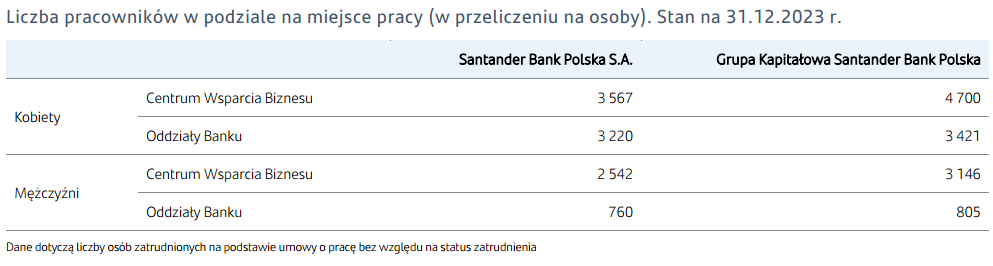 Liczba pracowników w podziale na miejsce pracy (w przeliczeniu na osoby). Stan na 31.12.2023 r.
Santander Bank Polska S.A. Grupa Kapitałowa Santander Bank Polska
Kobiety
Centrum Wsparcia Biznesu 3 567 4 700
Oddziały Banku 3 220 3 421
Mężczyźni
Centrum Wsparcia Biznesu 2 542 3 146
Oddziały Banku 760 805
Dane dotyczą liczby osób zatrudnionych na podstawie umowy o pracę bez względu na status zatrudnienia